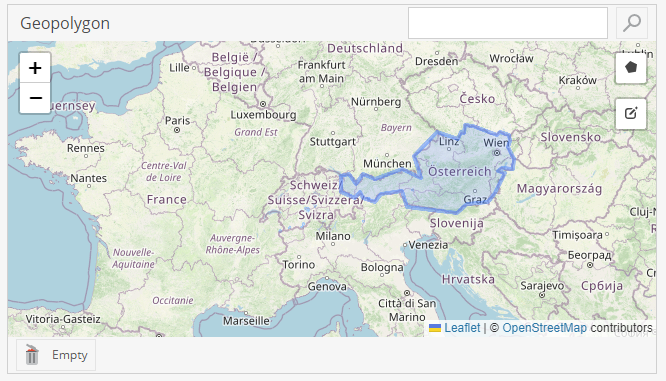 Geopolygon
Deutschland
Dresden
Wrocław
België /
Belgique /
Belgien
Lille
Frankfurt
am Main
Kraków
Česko
Guernsey
Luxembourg
Nürnberg
Paris
Grand Est
Bayern
Stuttgart
Linz
Wien
Slovensko
Rennes
Centre-Val
de Loire
München
Österreich
Nantes
France
Schweiz/
Suisse/Svizzera/
Svizra
Magyarország
Graz
Cluj-N
Slovenija
Nouvelle-
Aquitaine
Auvergne-
Rhône-Alpes
Milano
Venezia
Timișoara
Torino
Bologna
Београд
Hrvatska
Genova
Occitanie
Sarajevo
Србија
Città di San
Marino
Vitoria-Gasteiz
Marseille
Leaflet | © OpenStreetMap contributors
Empty